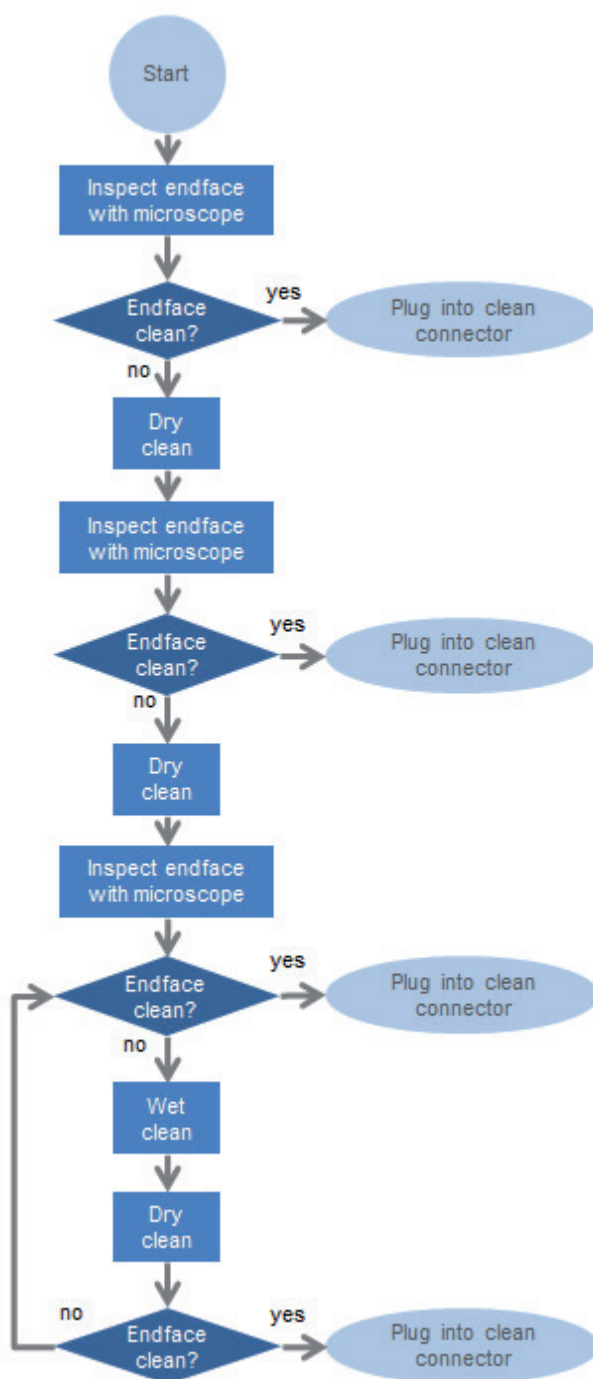 Start
Inspect endface
with microscope
Endface
clean?
yes
Plug into clean
connector
no
Dry
clean
Inspect endface
with microscope
Endface
clean?
yes
Plug into clean
connector
no
Dry
clean
Inspect endface
with microscope
Endface
clean?
yes
Plug into clean
connector
no
Wet
clean
Dry
clean
no
Endface
clean?
yes
Plug into clean
connector